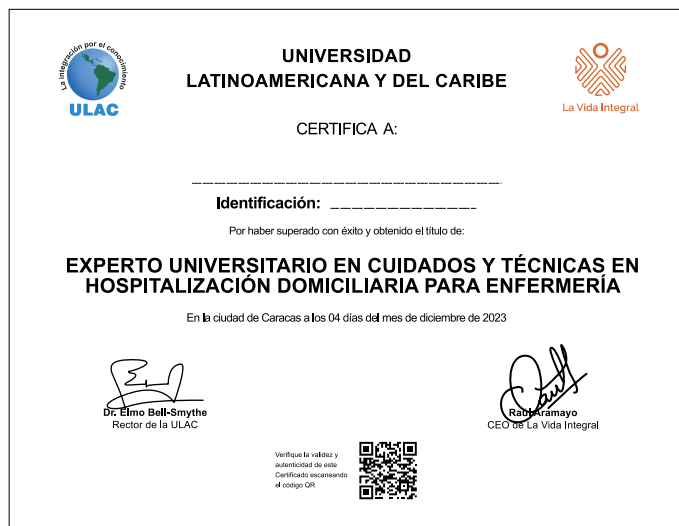 La integración por el conocimiento
ULAC
UNIVERSIDAD
LATINOAMERICANA Y DEL CARIBE
La Vida Integral
CERTIFICA A:
Identificación:
Por haber superado con éxito y obtenido el título de:
EXPERTO UNIVERSITARIO EN CUIDADOS Y TÉCNICAS EN
HOSPITALIZACIÓN DOMICILIARIA PARA ENFERMERÍA
En la ciudad de Caracas a los 04 días del mes de diciembre de 2023
Dr. Elmo Bell-Smythe
Rector de la ULAC
Raúl Aramayo
CEO de La Vida Integral
Verifique la validez y
autenticidad de este
Certificado escaneando
el código QR